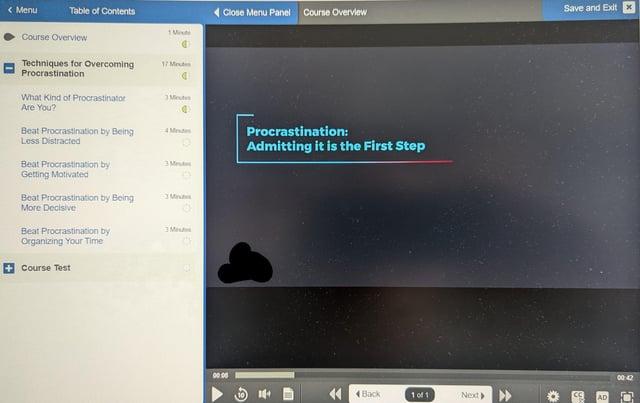 Menu
Table of Contents
Close Menu Panel
Course Overview
Save and Exit
Course Overview
1 Minute
Techniques for Overcoming
Procrastination
17 Minutes
What Kind of Procrastinator
Are You?
3 Minutes
Beat Procrastination by Being
Less Distracted
4 Minutes
Beat Procrastination by
Getting Motivated
3 Minutes
Beat Procrastination by Being
More Decisive
3 Minutes
Beat Procrastination by
Organizing Your Time
3 Minutes
Course Test
Procrastination:
Admitting it is the First Step
00:06
00:42
10
Back
1 of 1
Next
CC
AD